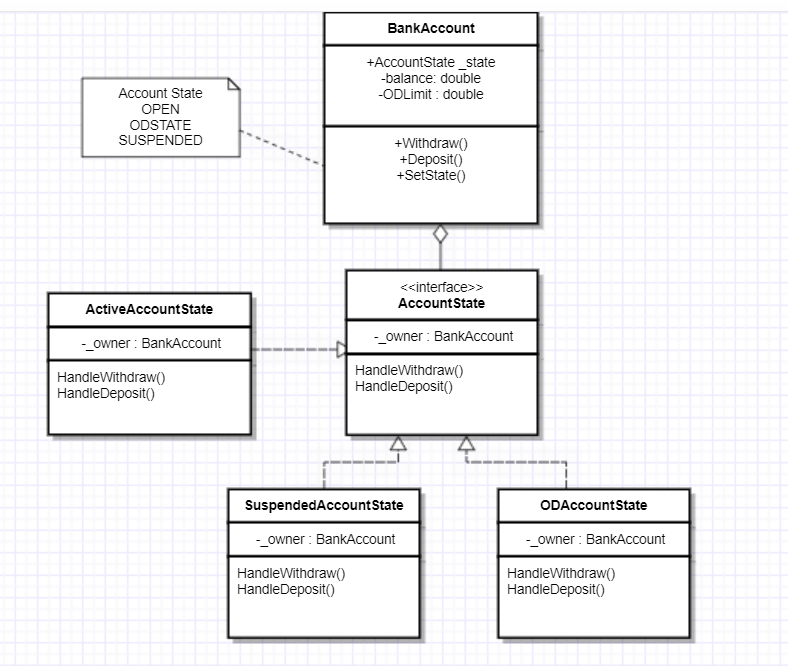 BankAccount
+AccountState _state
-balance: double
-ODLimit : double
+Withdraw()
+Deposit()
+SetState()
Account State
OPEN
ODSTATE
SUSPENDED
<<interface>>
AccountState
-_owner : BankAccount
HandleWithdraw()
HandleDeposit()
ActiveAccountState
-_owner : BankAccount
HandleWithdraw()
HandleDeposit()
SuspendedAccountState
-_owner : BankAccount
HandleWithdraw()
HandleDeposit()
ODAccountState
-_owner : BankAccount
HandleWithdraw()
HandleDeposit()